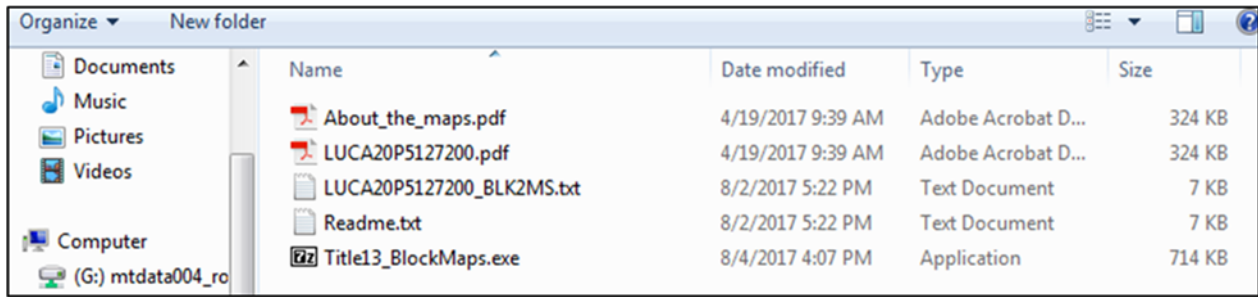 Organize New folder
Documents
Music
Pictures
Videos
Computer
(G:) mtdata004_ro
Name Date modified Type Size
About_the_maps.pdf 4/19/2017 9:39 AM Adobe Acrobat D... 324 KB
LUCA20P5127200.pdf 4/19/2017 9:39 AM Adobe Acrobat D... 324 KB
LUCA20P5127200_BLK2MS.txt 8/2/2017 5:22 PM Text Document 7 KB
Readme.txt 8/2/2017 5:22 PM Text Document 7 KB
Title13_BlockMaps.exe 8/4/2017 4:07 PM Application 714 KB